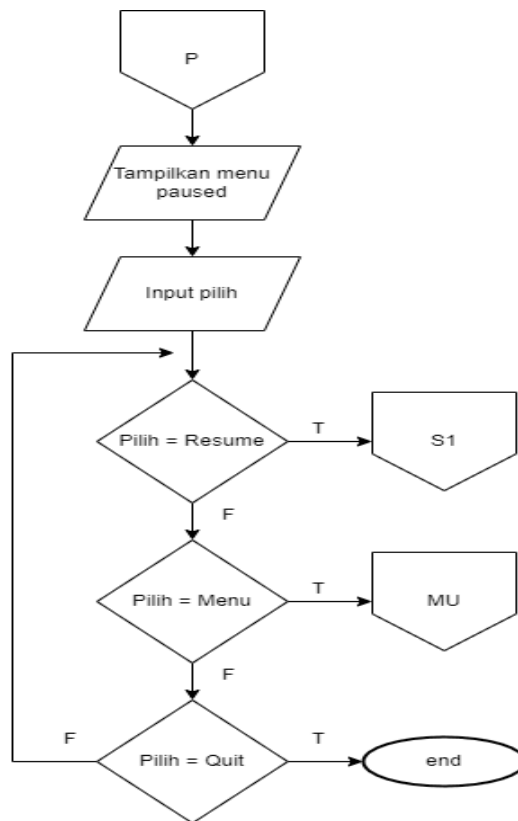 P
Tampilkan menu
paused
Input pilih
Pilih = Resume
T
S1
F
Pilih = Menu
T
MU
F
Pilih = Quit
F
T
end